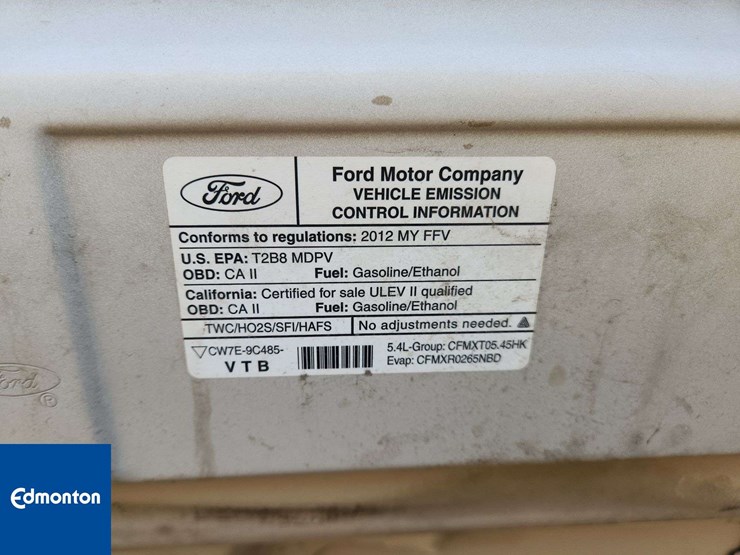 Ford
Ford Motor Company
VEHICLE EMISSION
CONTROL INFORMATION
Conforms to regulations: 2012 MY FFV
U.S. EPA: T2B8 MDPV
OBD: CA II Fuel: Gasoline/Ethanol
California: Certified for sale ULEV II qualified
OBD: CA II Fuel: Gasoline/Ethanol
TWC/HO2S/SFI/HAFS No adjustments needed.
CW7E-9C485-
V T B
5.4L-Group: CFMXT05.45HK
Evap: CFMXR0265NBD
Ford
®
Edmonton